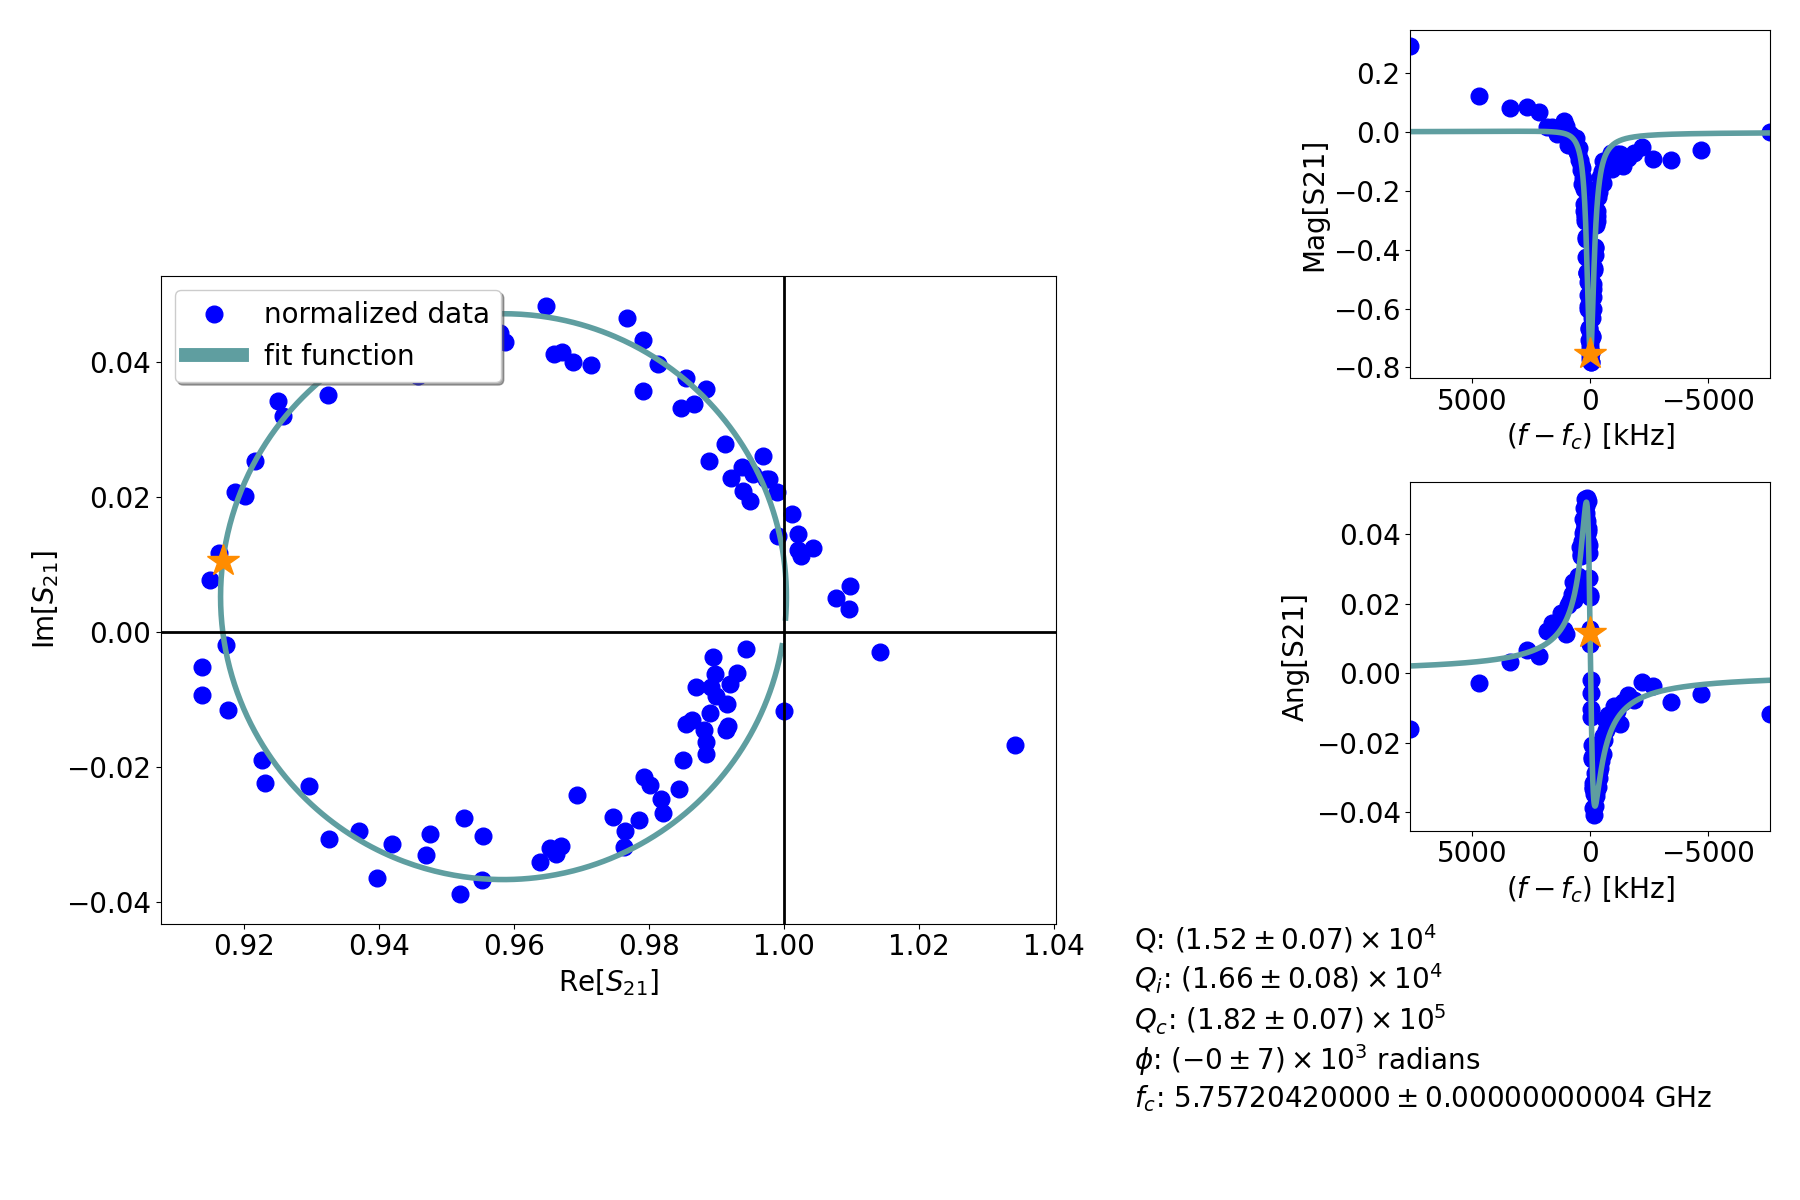 normalized data
fit function
0.04
0.02
0.00
−0.02
−0.04
Im[S21]
0.92 0.94 0.96 0.98 1.00 1.02 1.04
Re[S21]
0.2
0.0
−0.2
−0.4
−0.6
−0.8
Mag[S21]
5000 0 −5000
(f − fc) [kHz]
0.04
0.02
0.00
−0.02
−0.04
Ang[S21]
5000 0 −5000
(f − fc) [kHz]
Q: (1.52 ± 0.07) × 10^4
Qi: (1.66 ± 0.08) × 10^4
Qc: (1.82 ± 0.07) × 10^5
ϕ: (−0 ± 7) × 10^3 radians
fc: 5.75720420000 ± 0.00000000004 GHz